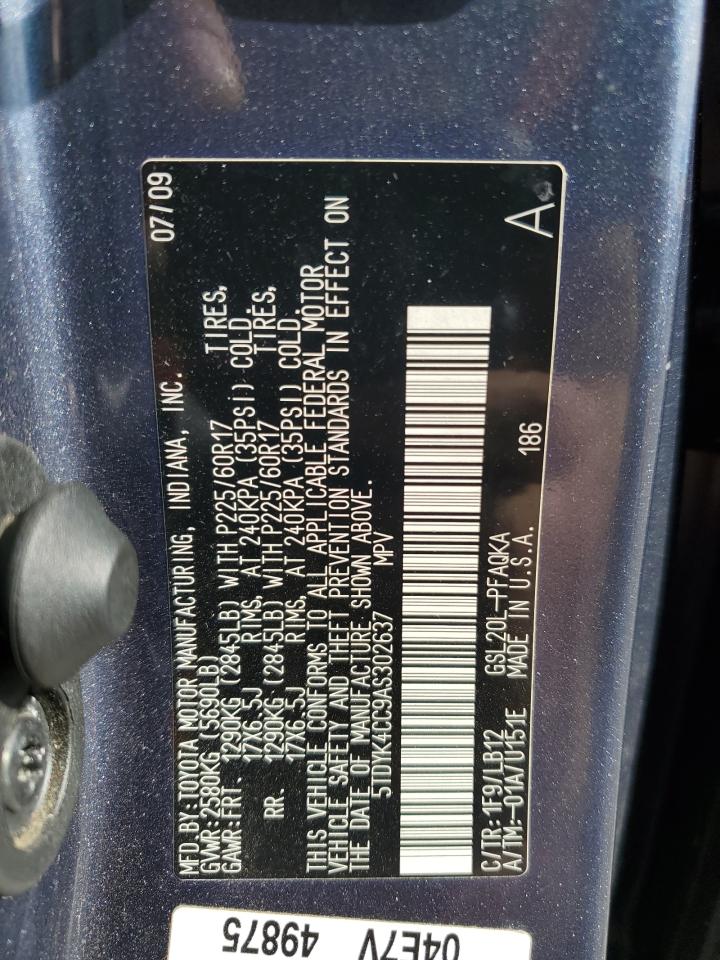 MFD.BY:TOYOTA MOTOR MANUFACTURING, INDIANA, INC. 07/09
GVWR:2580KG (5690LB)
GAWR:FRT. 1290KG (2845LB) WITH P225/60R17 TIRES,
17X6.5J RIMS, AT 240KPA (35PSI) COLD.
RR. 1290KG (2845LB) WITH P225/60R17 TIRES,
17X6.5J RIMS, AT 240KPA (35PSI) COLD.
THIS VEHICLE CONFORMS TO ALL APPLICABLE FEDERAL MOTOR
VEHICLE SAFETY AND THEFT PREVENTION STANDARDS IN EFFECT ON
THE DATE OF MANUFACTURE SHOWN ABOVE.
5TDYK4CC9AS302637 MPV
C/TR:1F9/LB12 GSL20L-PFAQKA 186
A/TM:-01A/U151E MADE IN U.S.A. A
04E7V
49875